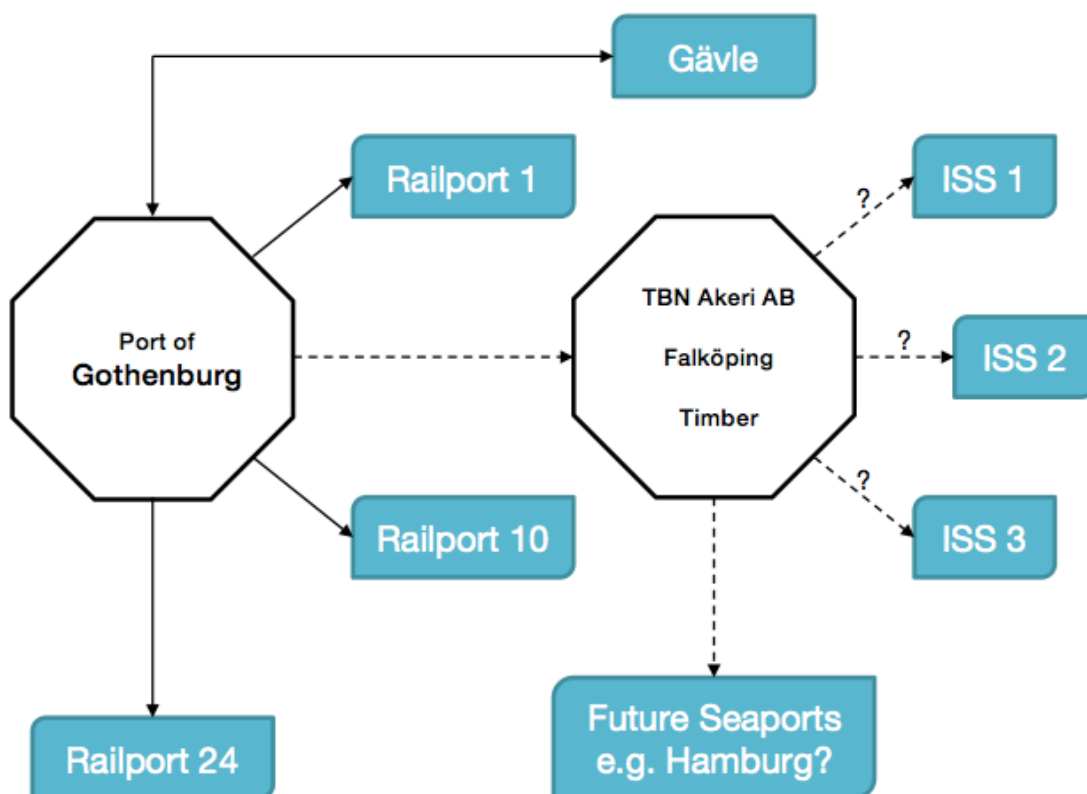 Gävle
Railport 1
ISS 1
?
Port of
Gothenburg
TBN Akeri AB
Falköping
Timber
?
ISS 2
?
Railport 10
ISS 3
Railport 24
Future Seaports
e.g. Hamburg?